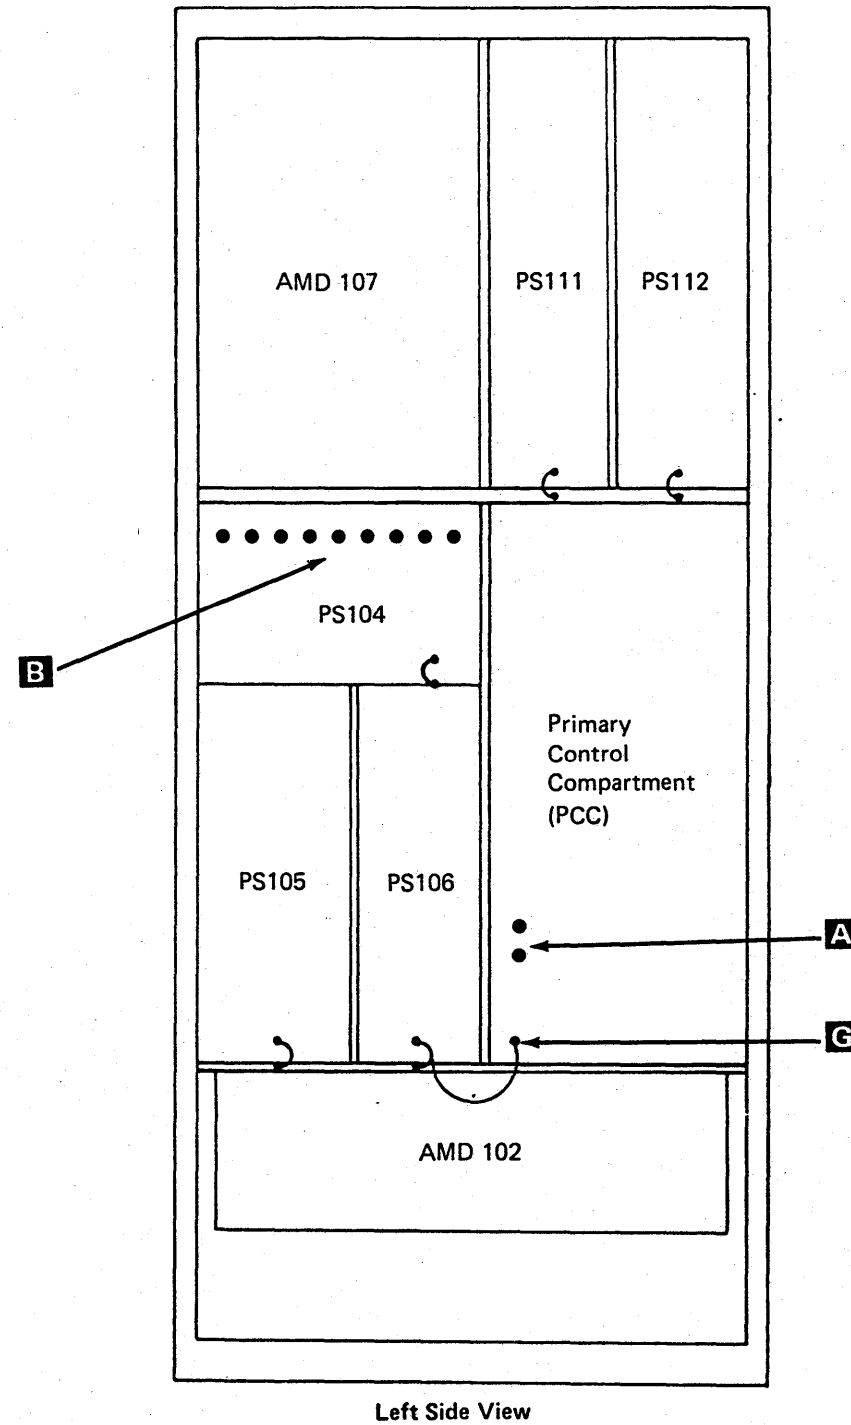 AMD 107
PS111
PS112
PS104
B
Primary
Control
Compartment
(PCC)
PS105
PS106
A
G
AMD 102
Left Side View